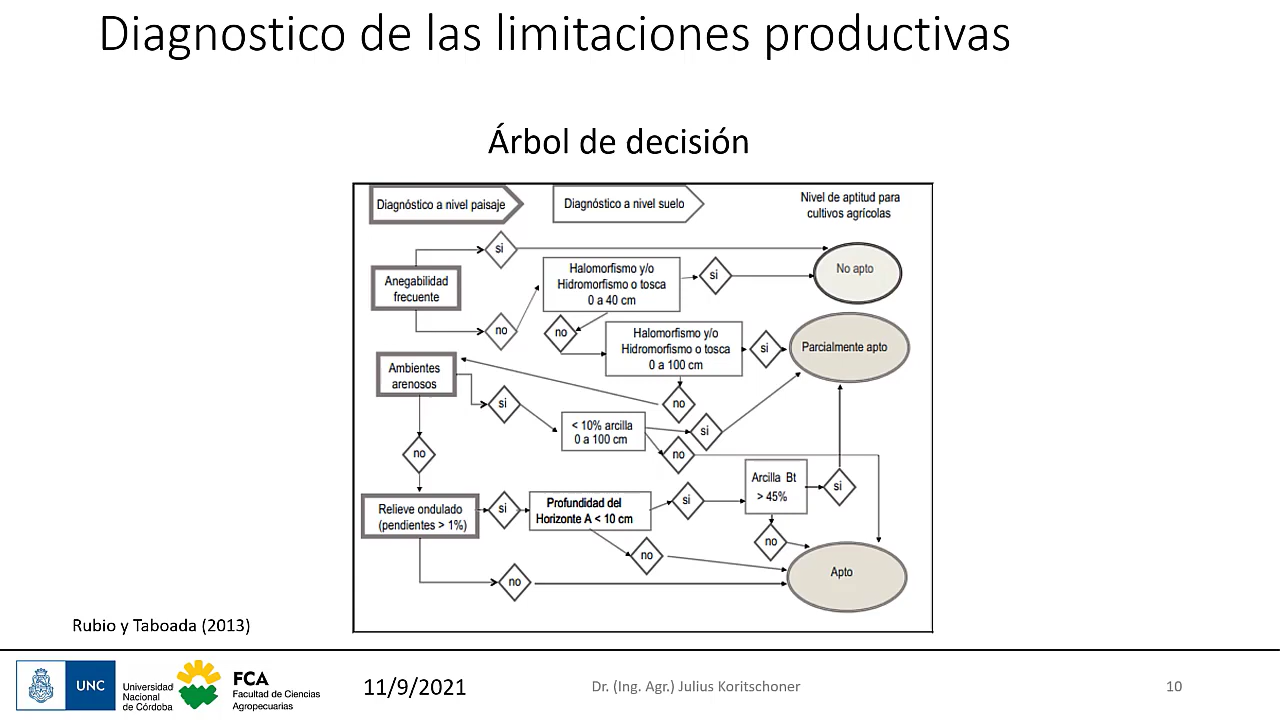 Diagnostico de las limitaciones productivas
Árbol de decisión
Diagnóstico a nivel paisaje
Diagnóstico a nivel suelo
Nivel de aptitud para
cultivos agrícolas
si
Anegabilidad
frecuente
no
Halomorfismo y/o
Hidromorfismo o tosca
0 a 40 cm
si
No apto
no
Halomorfismo y/o
Hidromorfismo o tosca
0 a 100 cm
si
Parcialmente apto
no
Ambientes
arenosos
si
< 10% arcilla
0 a 100 cm
si
no
no
Relieve ondulado
(pendientes > 1%)
si
Profundidad del
Horizonte A < 10 cm
si
Arcilla Bt
> 45%
si
no
no
no
Apto
Rubio y Taboada (2013)
UNC
Universidad
Nacional
de Córdoba
FCA
Facultad de Ciencias
Agropecuarias
11/9/2021
Dr. (Ing. Agr.) Julius Koritschoner
10